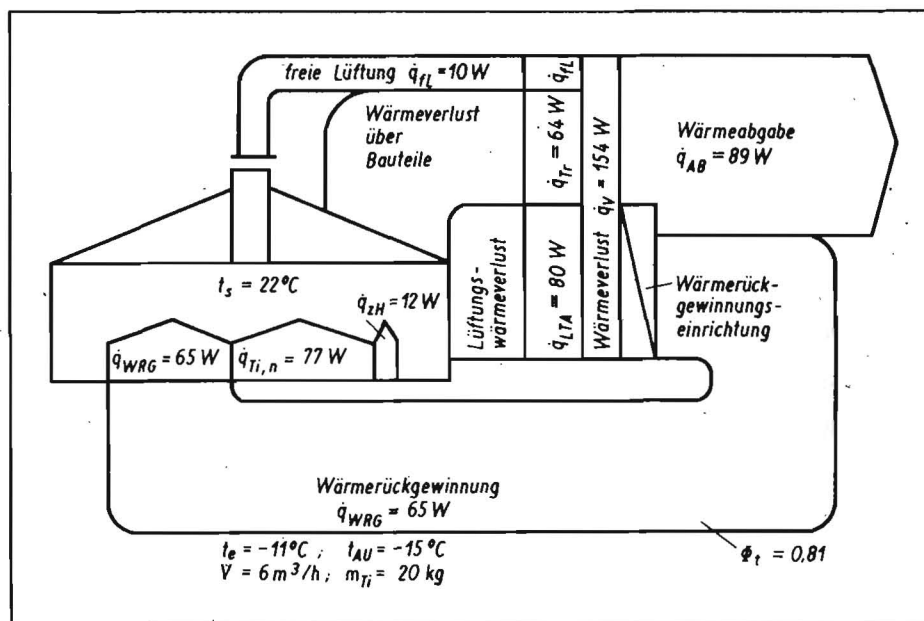 freie Lüftung q̇fL = 10 W
q̇fL
Wärmeverlust
über
Bauteile
q̇Tr = 64 W
Wärmeverlust q̇V = 154 W
Wärmeabgabe
q̇AB = 89 W
ts = 22°C
q̇zH = 12 W
Lüftungs-
wärmeverlust
q̇LTA = 80 W
Wärmerück-
gewinnungs-
einrichtung
q̇WRG = 65 W
q̇Ti,n = 77 W
Wärmerückgewinnung
q̇WRG = 65 W
te = -11°C ; tAU = -15°C
V̇ = 6 m³/h ; mTi = 20 kg
Φt = 0,81